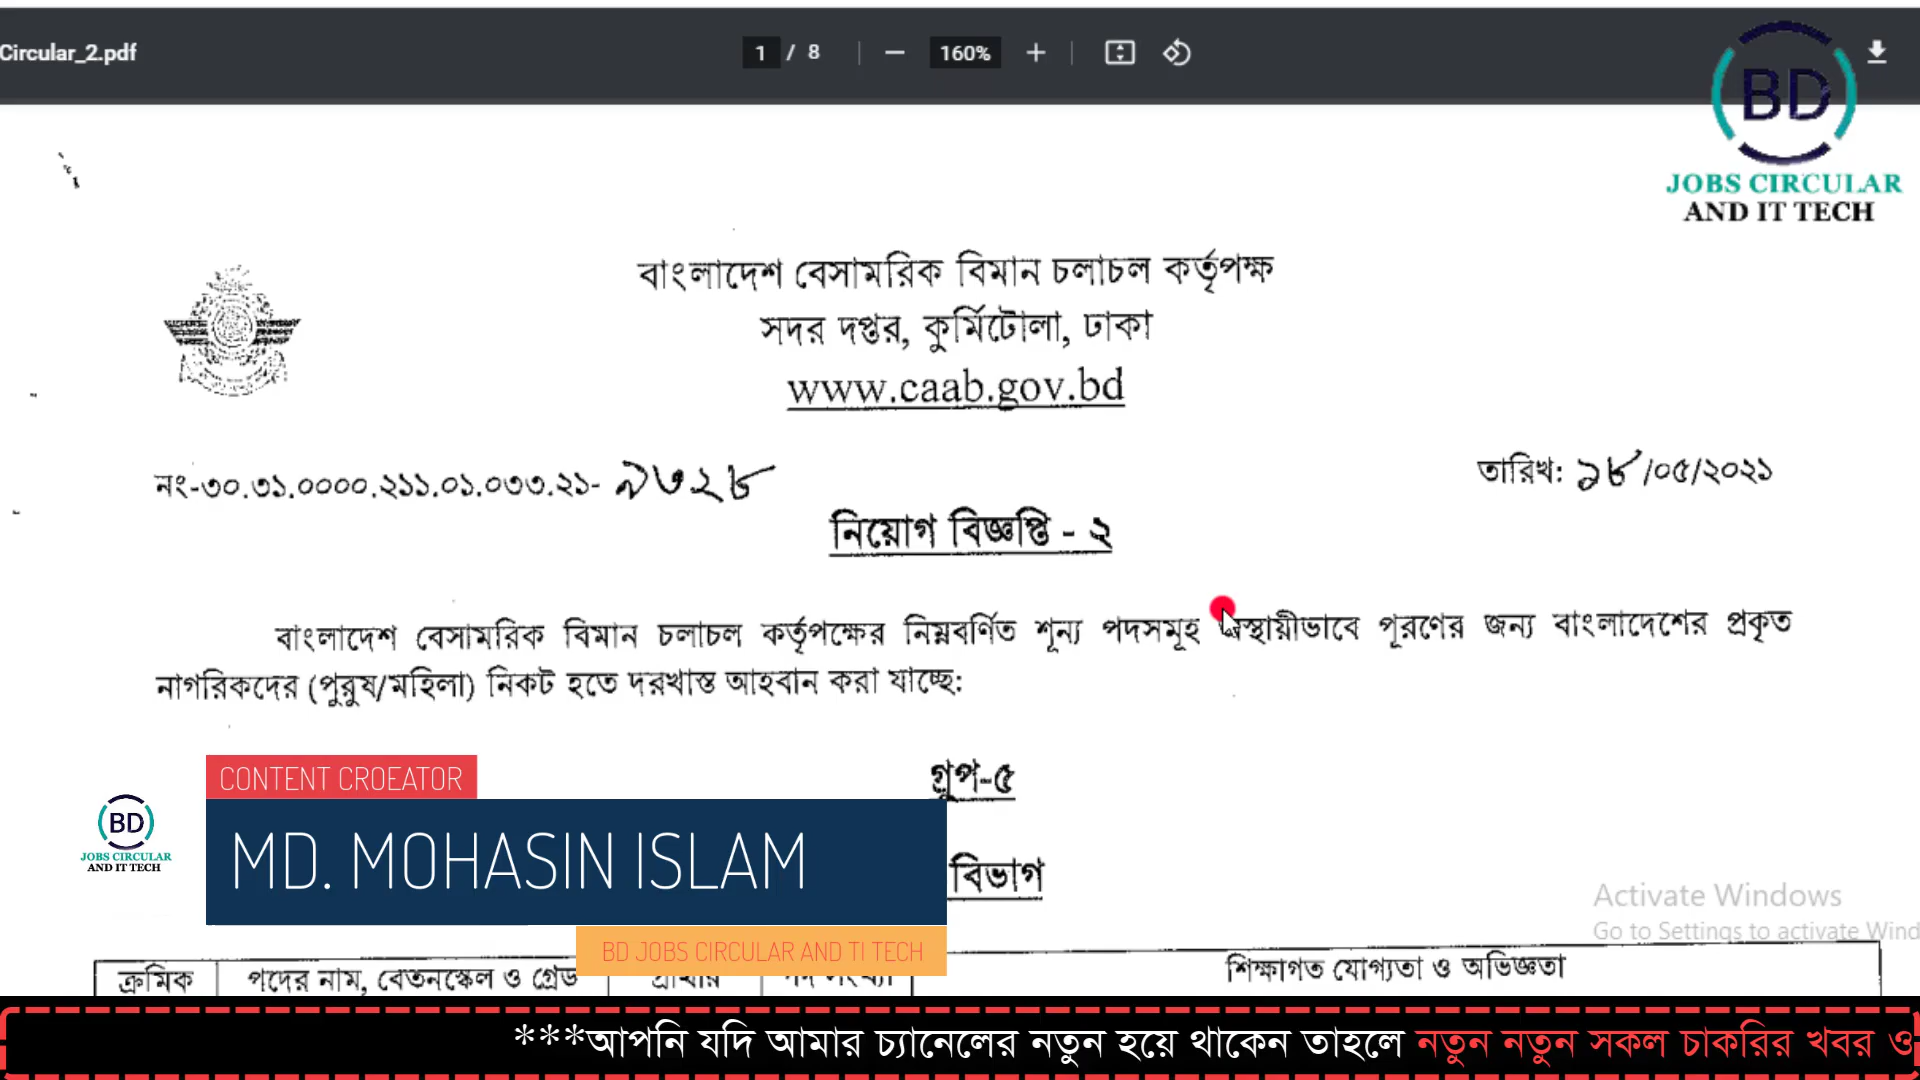 Circular_2.pdf
1 / 8
160%
BD
JOBS CIRCULAR
AND IT TECH
বাংলাদেশ বেসামরিক বিমান চলাচল কর্তৃপক্ষ
সদর দপ্তর, কুর্মিটোলা, ঢাকা
www.caab.gov.bd
নং-৩০.৩১.০০০০.২১১.০১.০৩৩.২১- ৯৩২৮
তারিখ: ১৮/০৫/২০২১
নিয়োগ বিজ্ঞপ্তি - ২
বাংলাদেশ বেসামরিক বিমান চলাচল কর্তৃপক্ষের নিম্নবর্ণিত শূন্য পদসমূহ অস্থায়ীভাবে পূরণের জন্য বাংলাদেশের প্রকৃত
নাগরিকদের (পুরুষ/মহিলা) নিকট হতে দরখাস্ত আহবান করা যাচ্ছে:
গ্রুপ-৫
CONTENT CROEATOR
MD. MOHASIN ISLAM
BD JOBS CIRCULAR AND TI TECH
BD
JOBS CIRCULAR
AND IT TECH
বিভাগ
Activate Windows
Go to Settings to activate Wind
ক্রমিক পদের নাম, বেতনস্কেল ও গ্রেড শিক্ষাগত যোগ্যতা ও অভিজ্ঞতা
***আপনি যদি আমার চ্যানেলের নতুন হয়ে থাকেন তাহলে নতুন নতুন সকল চাকরির খবর ও